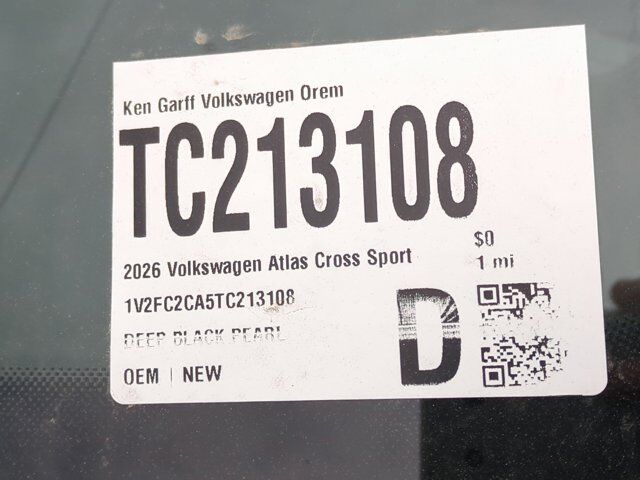 Ken Garff Volkswagen Orem
TC213108
2026 Volkswagen Atlas Cross Sport
$0
1 mi
1V2FC2CA5TC213108
DEEP BLACK PEARL
D
OEM | NEW